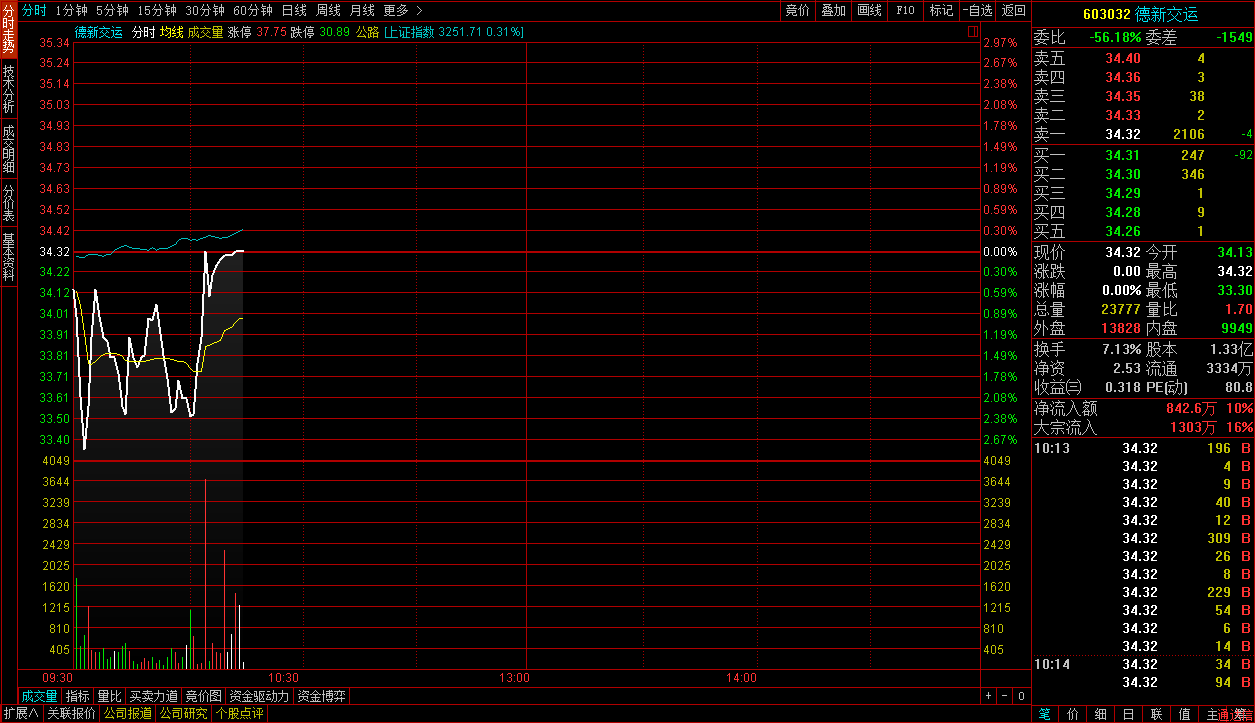 分时 1分钟 5分钟 15分钟 30分钟 60分钟 日线 周线 月线 更多 >
竞价 叠加 画线 F10 标记 -自选 返回
分时走势
技术分析
成交明细
分价表
基本资料
德新交运 分时 均线 成交量 涨停 37.75 跌停 30.89 公路 [上证指数 3251.71 0.31%]
35.34 2.97%
35.24 2.67%
35.14 2.38%
35.03 2.08%
34.93 1.78%
34.83 1.49%
34.73 1.19%
34.63 0.89%
34.52 0.59%
34.42 0.30%
34.32 0.00%
34.22 0.30%
34.12 0.59%
34.01 0.89%
33.91 1.19%
33.81 1.49%
33.71 1.78%
33.61 2.08%
33.50 2.38%
33.40 2.67%
4049 4049
3644 3644
3239 3239
2834 2834
2429 2429
2025 2025
1620 1620
1215 1215
810 810
405 405
09:30 10:30 13:00 14:00
成交量 指标 量比 买卖力道 竞价图 资金驱动力 资金博弈
+ - 0
扩展∧ 关联报价 公司报道 公司研究 个股点评
603032 德新交运
委比 -56.18% 委差 -1549
卖五 34.40 4
卖四 34.36 3
卖三 34.35 38
卖二 34.33 2
卖一 34.32 2106 -4
买一 34.31 247 -92
买二 34.30 346
买三 34.29 1
买四 34.28 9
买五 34.26 1
现价 34.32 今开 34.13
涨跌 0.00 最高 34.32
涨幅 0.00% 最低 33.30
总量 23777 量比 1.70
外盘 13828 内盘 9949
换手 7.13% 股本 1.33亿
净资 2.53 流通 3334万
收益㈢ 0.318 PE(动) 80.8
净流入额 842.6万 10%
大宗流入 1303万 16%
10:13 34.32 196 B
34.32 4 B
34.32 9 B
34.32 40 B
34.32 12 B
34.32 309 B
34.32 26 B
34.32 8 B
34.32 229 B
34.32 54 B
34.32 6 B
34.32 14 B
10:14 34.32 34 B
34.32 94 B
笔 价 细 日 联 值 主